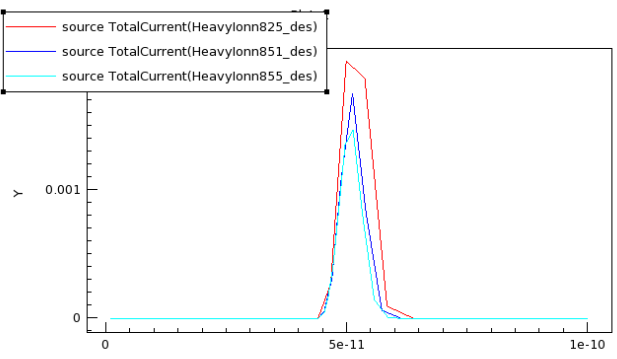 source TotalCurrent(HeavyIonn825_des)
source TotalCurrent(HeavyIonn851_des)
source TotalCurrent(HeavyIonn855_des)
Y
0.001
0
0
5e-11
1e-10